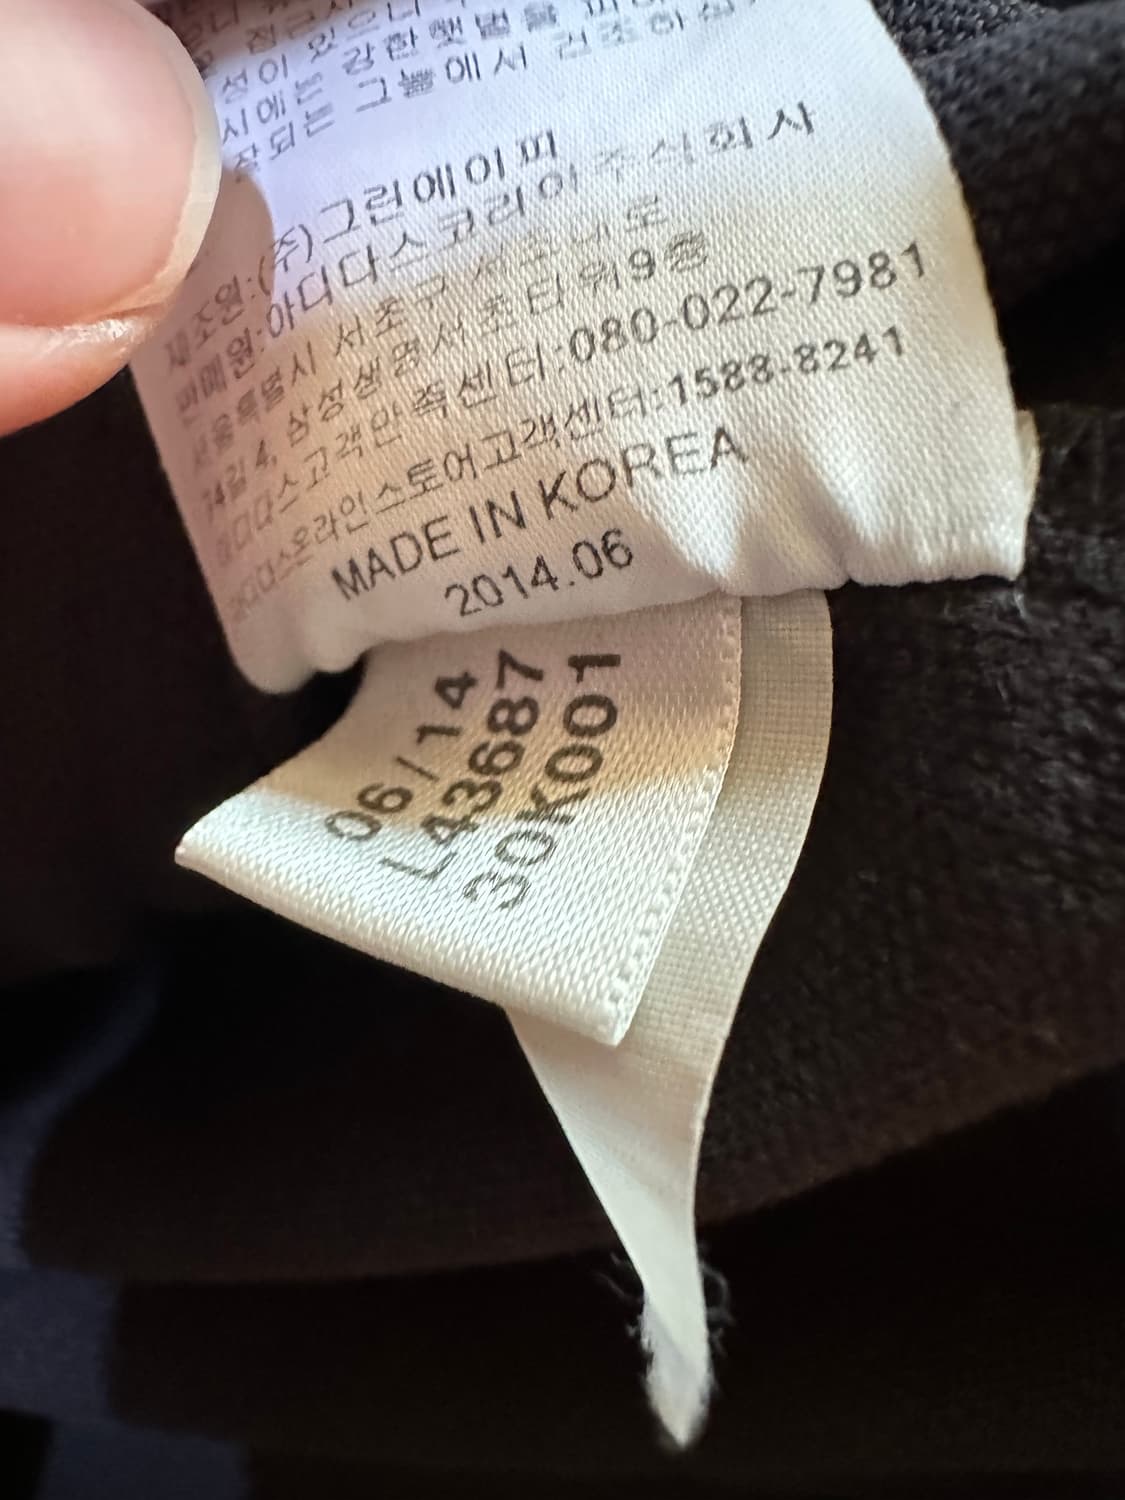 성이 있으니 강한햇볕을 피
시에는 그늘에서 건조하십
장되는
제조원:(주)그린에이피
판매원:아디다스코리아주식회사
서울특별시 서초구 서초대로
74길 4, 삼성생명서초타워9층
아디다스고객만족센터:080-022-7981
아디다스온라인스토어고객센터:1588-8241
MADE IN KOREA
2014.06
06/14
L43687
30K001